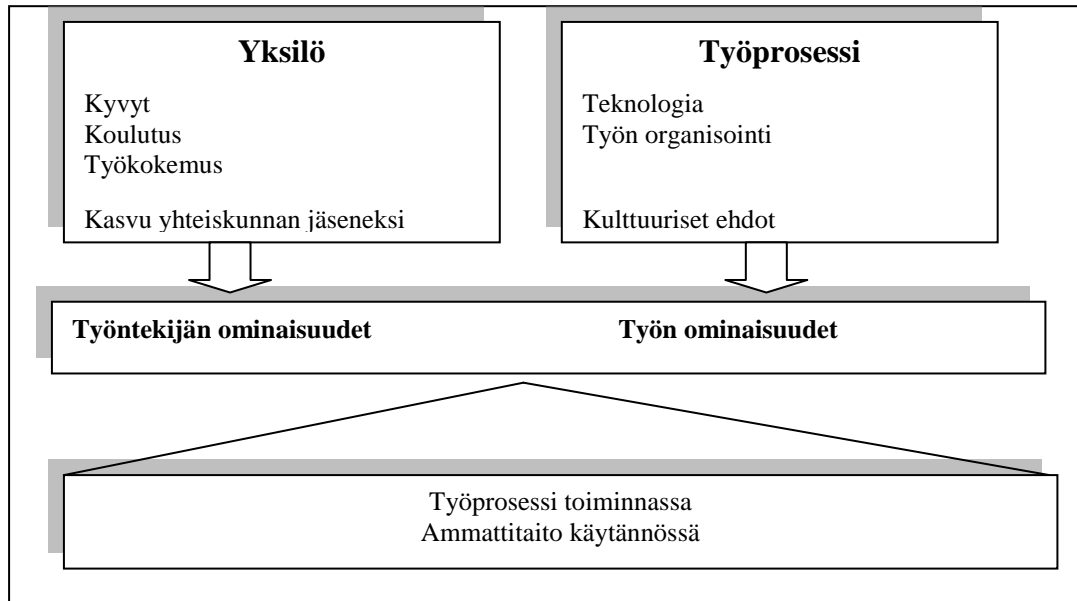 Yksilö
Kyvyt
Koulutus
Työkokemus
Kasvu yhteiskunnan jäseneksi
Työprosessi
Teknologia
Työn organisointi
Kulttuuriset ehdot
Työntekijän ominaisuudet
Työn ominaisuudet
Työprosessi toiminnassa
Ammattitaito käytännössä